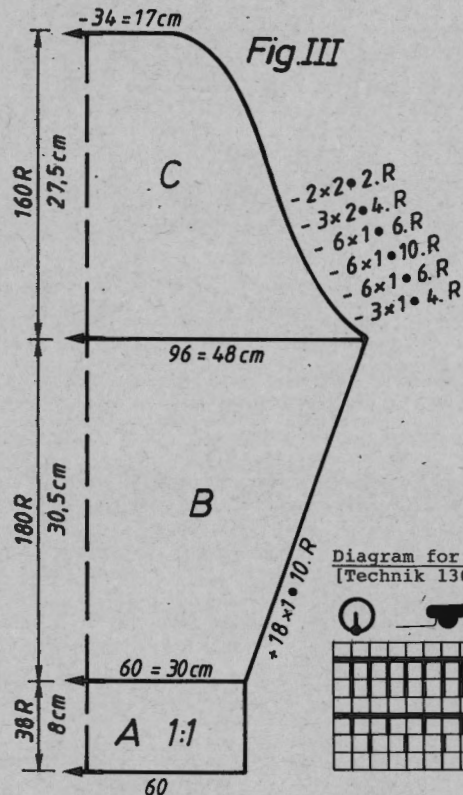 -34=17cm
Fig.III
160R
27,5cm
C
-2×2•2.R
-3×2•4.R
-6×1•6.R
-6×1•10.R
-6×1•6.R
-3×1•4.R
96=48cm
180R
30,5cm
B
+18×1•10.R
Diagram for
[Technik 130
60=30cm
38R
8cm
A 1:1
60